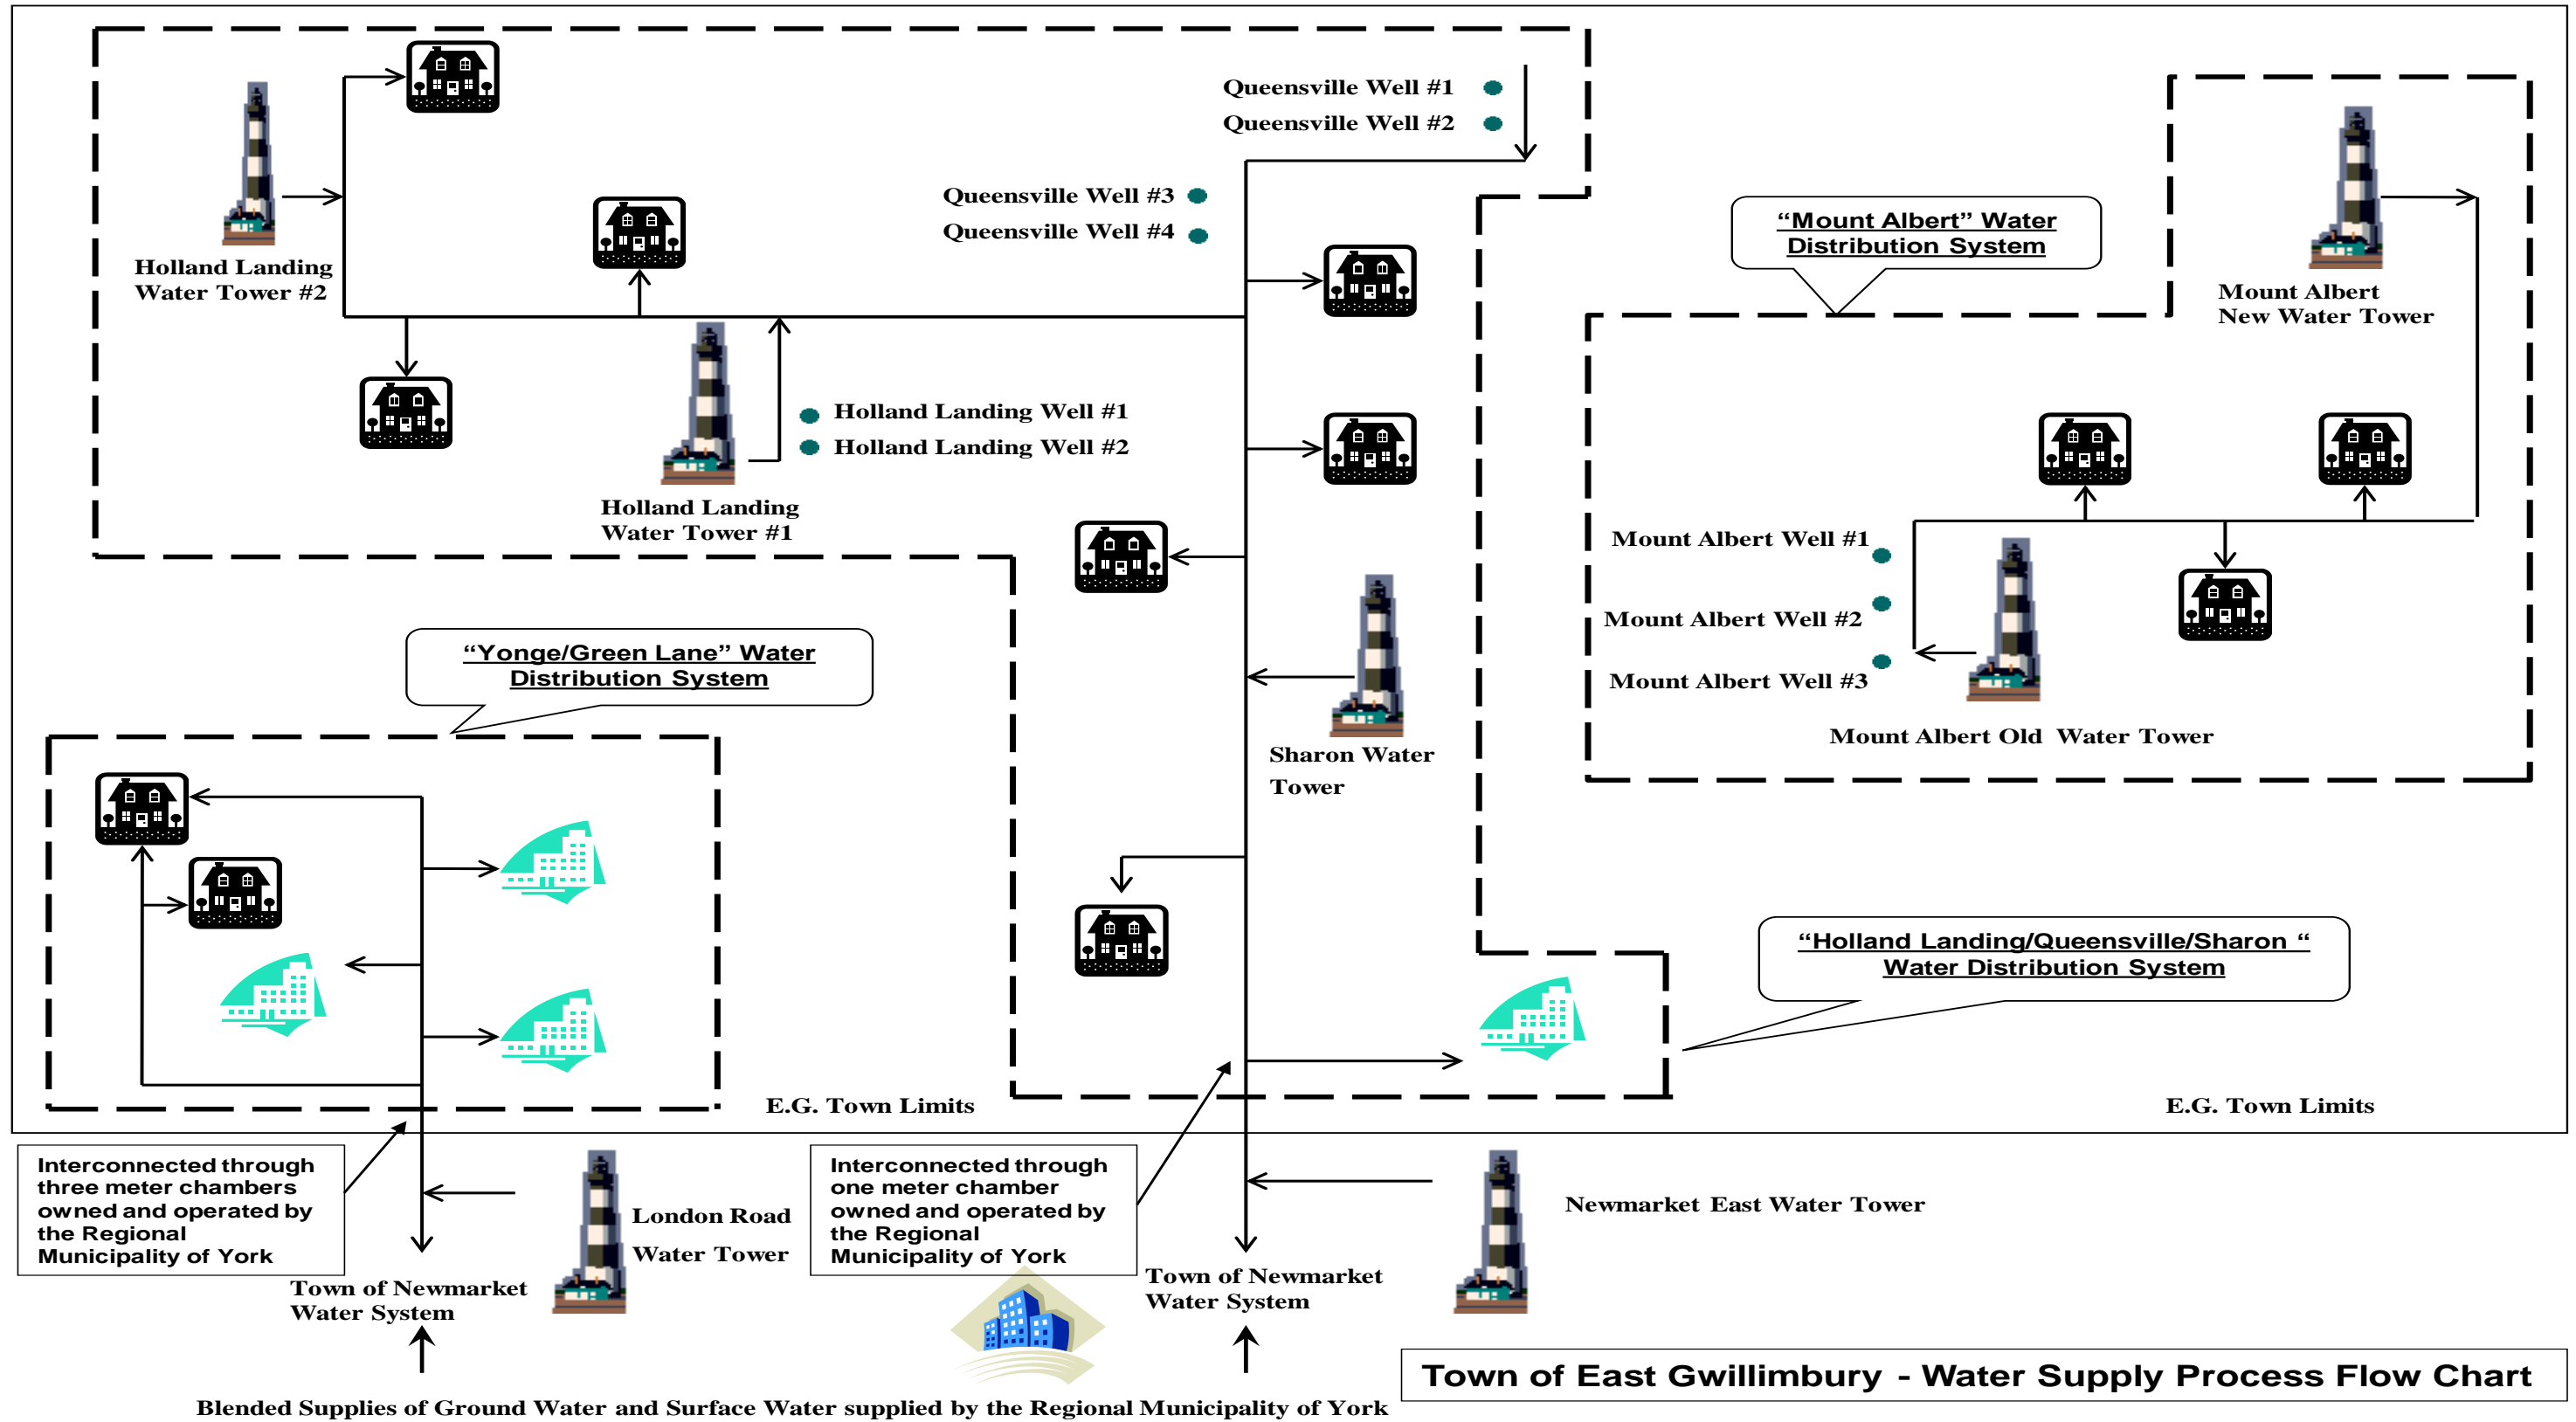 Queensville Well #1
Queensville Well #2
Queensville Well #3
Queensville Well #4
Holland Landing
Water Tower #2
“Mount Albert” Water
Distribution System
Mount Albert
New Water Tower
Holland Landing Well #1
Holland Landing Well #2
Holland Landing
Water Tower #1
Mount Albert Well #1
Mount Albert Well #2
Mount Albert Well #3
Mount Albert Old Water Tower
“Yonge/Green Lane” Water
Distribution System
Sharon Water
Tower
“Holland Landing/Queensville/Sharon “
Water Distribution System
E.G. Town Limits
E.G. Town Limits
Interconnected through
three meter chambers
owned and operated by
the Regional
Municipality of York
London Road
Water Tower
Interconnected through
one meter chamber
owned and operated by
the Regional
Municipality of York
Newmarket East Water Tower
Town of Newmarket
Water System
Town of Newmarket
Water System
Town of East Gwillimbury - Water Supply Process Flow Chart
Blended Supplies of Ground Water and Surface Water supplied by the Regional Municipality of York